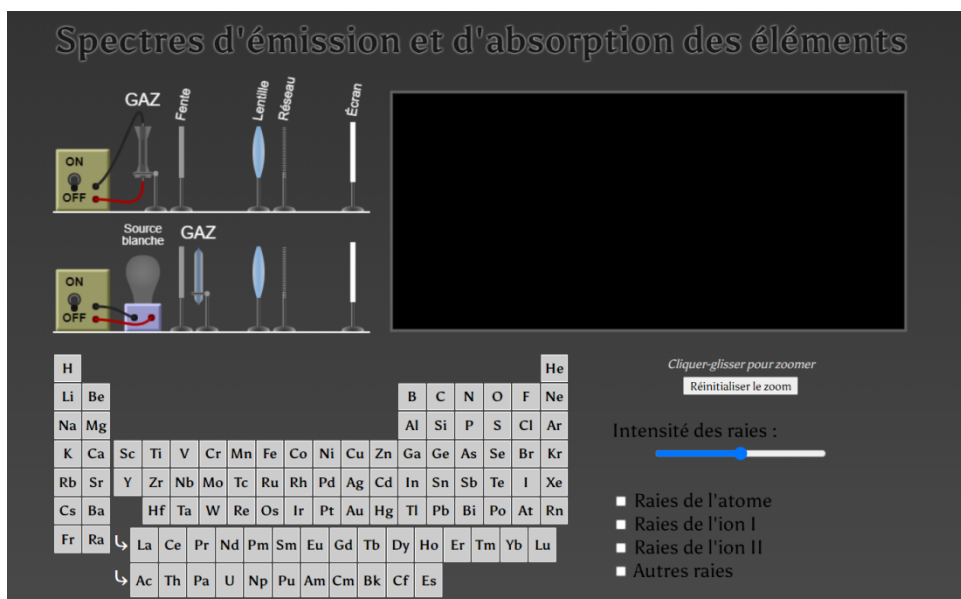 Spectres d'émission et d'absorption des éléments
GAZ
Fente
Lentille
Réseau
Écran
ON
OFF
Source
blanche
GAZ
ON
OFF
H He
Li Be B C N O F Ne
Na Mg Al Si P S Cl Ar
K Ca Sc Ti V Cr Mn Fe Co Ni Cu Zn Ga Ge As Se Br Kr
Rb Sr Y Zr Nb Mo Tc Ru Rh Pd Ag Cd In Sn Sb Te I Xe
Cs Ba Hf Ta W Re Os Ir Pt Au Hg Tl Pb Bi Po At Rn
Fr Ra
La Ce Pr Nd Pm Sm Eu Gd Tb Dy Ho Er Tm Yb Lu
Ac Th Pa U Np Pu Am Cm Bk Cf Es
Cliquer-glisser pour zoomer
Réinitialiser le zoom
Intensité des raies :
Raies de l'atome
Raies de l'ion I
Raies de l'ion II
Autres raies